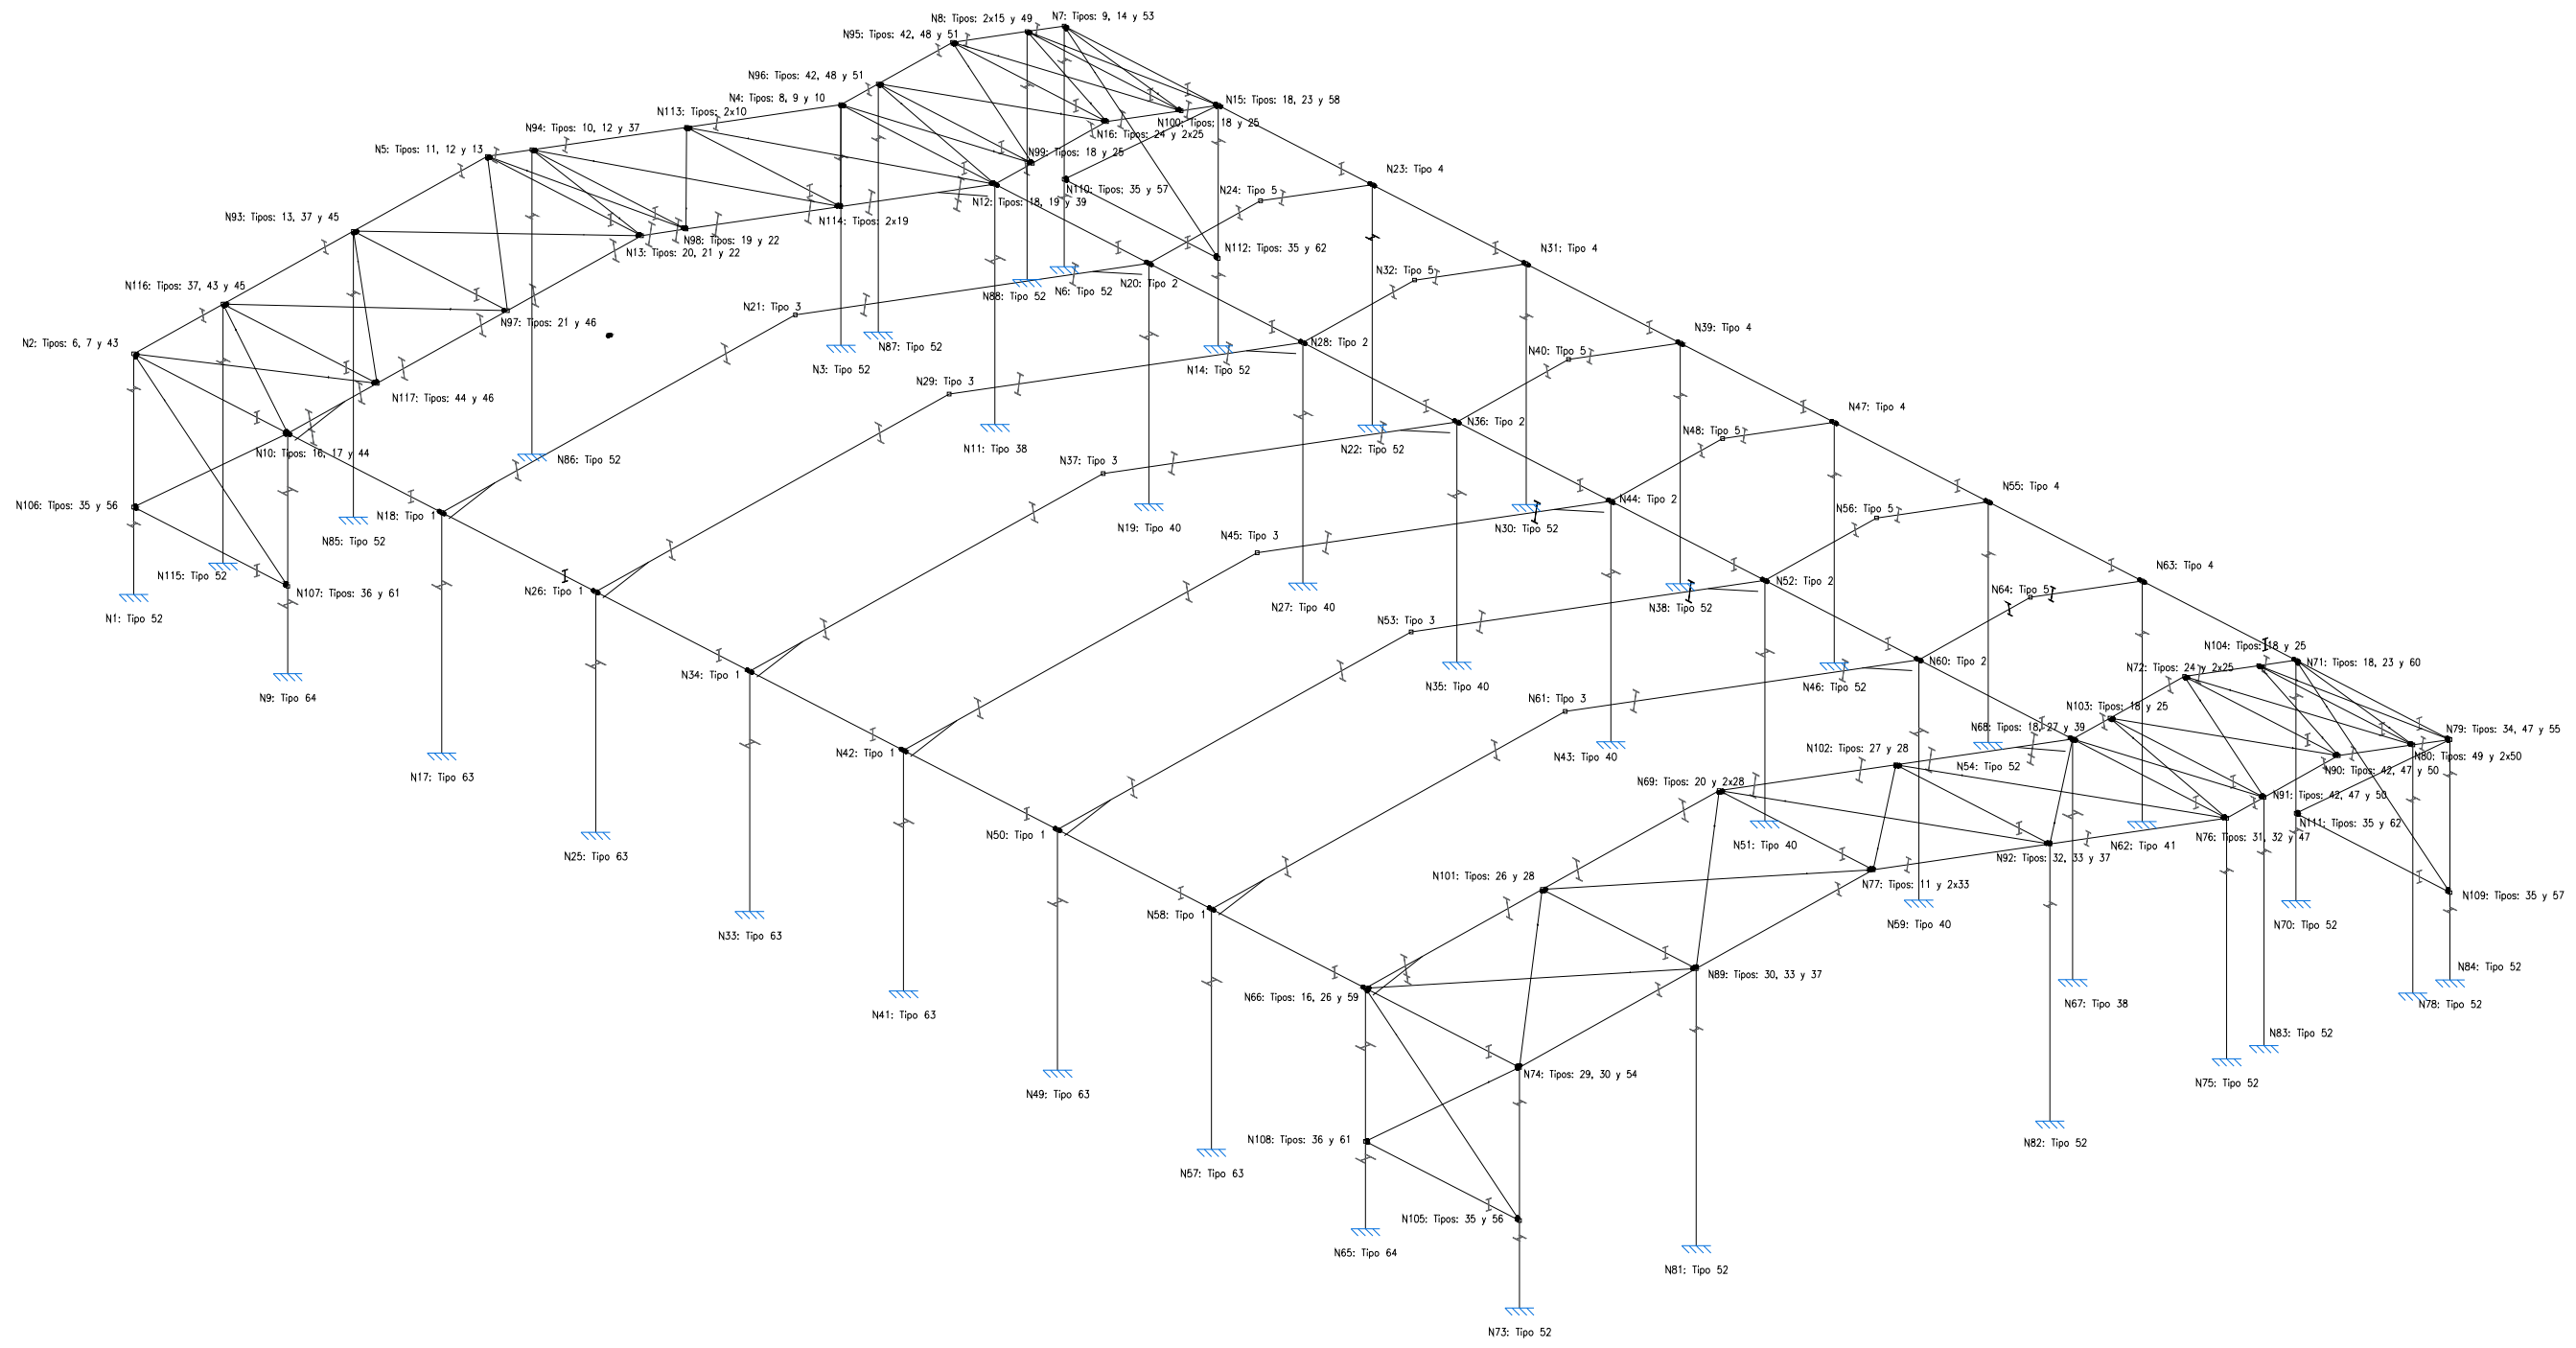 N7: Tipos: 9, 14 y 53
N8: Tipos: 2x15 y 49
N95: Tipos: 42, 48 y 51
N96: Tipos: 42, 48 y 51
N4: Tipos: 8, 9 y 10
N15: Tipos: 18, 23 y 58
N113: Tipos: 2x10
N100: Tipos: 18 y 25
N94: Tipos: 10, 12 y 37
N16: Tipos: 24 y 2x25
N5: Tipos: 11, 12 y 13
N99: Tipos: 18 y 25
N23: Tipo 4
N110: Tipos: 35 y 57
N24: Tipo 5
N12: Tipos: 18, 19 y 39
N93: Tipos: 13, 37 y 45
N114: Tipos: 2x19
N98: Tipos: 19 y 22
N13: Tipos: 20, 21 y 22
N112: Tipos: 35 y 62
N31: Tipo 4
N32: Tipo 5
N116: Tipos: 37, 43 y 45
N20: Tipo 2
N6: Tipo 52
N88: Tipo 52
N21: Tipo 3
N97: Tipos: 21 y 46
N39: Tipo 4
N2: Tipos: 6, 7 y 43
N28: Tipo 2
N87: Tipo 52
N40: Tipo 5
N3: Tipo 52
N14: Tipo 52
N29: Tipo 3
N117: Tipos: 44 y 46
N47: Tipo 4
N36: Tipo 2
N11: Tipo 38
N48: Tipo 5
N10: Tipos: 16, 17 y 44
N22: Tipo 52
N86: Tipo 52
N37: Tipo 3
N55: Tipo 4
N44: Tipo 2
N106: Tipos: 35 y 56
N56: Tipo 5
N18: Tipo 1
N19: Tipo 40
N30: Tipo 52
N45: Tipo 3
N85: Tipo 52
N63: Tipo 4
N115: Tipo 52
N52: Tipo 2
N64: Tipo 5
N26: Tipo 1
N107: Tipos: 36 y 61
N27: Tipo 40
N38: Tipo 52
N1: Tipo 52
N53: Tipo 3
N104: Tipos: 18 y 25
N60: Tipo 2
N71: Tipos: 18, 23 y 60
N72: Tipos: 24 y 2x25
N34: Tipo 1
N35: Tipo 40
N46: Tipo 52
N9: Tipo 64
N61: Tipo 3
N103: Tipos: 18 y 25
N68: Tipos: 18, 27 y 39
N79: Tipos: 34, 47 y 55
N102: Tipos: 27 y 28
N42: Tipo 1
N43: Tipo 40
N80: Tipos: 49 y 2x50
N54: Tipo 52
N90: Tipos: 42, 47 y 50
N17: Tipo 63
N69: Tipos: 20 y 2x28
N91: Tipos: 42, 47 y 50
N111: Tipos: 35 y 62
N50: Tipo 1
N76: Tipos: 31, 32 y 47
N51: Tipo 40
N62: Tipo 41
N25: Tipo 63
N92: Tipos: 32, 33 y 37
N101: Tipos: 26 y 28
N77: Tipos: 11 y 2x33
N109: Tipos: 35 y 57
N58: Tipo 1
N59: Tipo 40
N70: Tipo 52
N33: Tipo 63
N84: Tipo 52
N89: Tipos: 30, 33 y 37
N66: Tipos: 16, 26 y 59
N67: Tipo 38
N78: Tipo 52
N41: Tipo 63
N83: Tipo 52
N74: Tipos: 29, 30 y 54
N75: Tipo 52
N49: Tipo 63
N108: Tipos: 36 y 61
N82: Tipo 52
N57: Tipo 63
N105: Tipos: 35 y 56
N65: Tipo 64
N81: Tipo 52
N73: Tipo 52